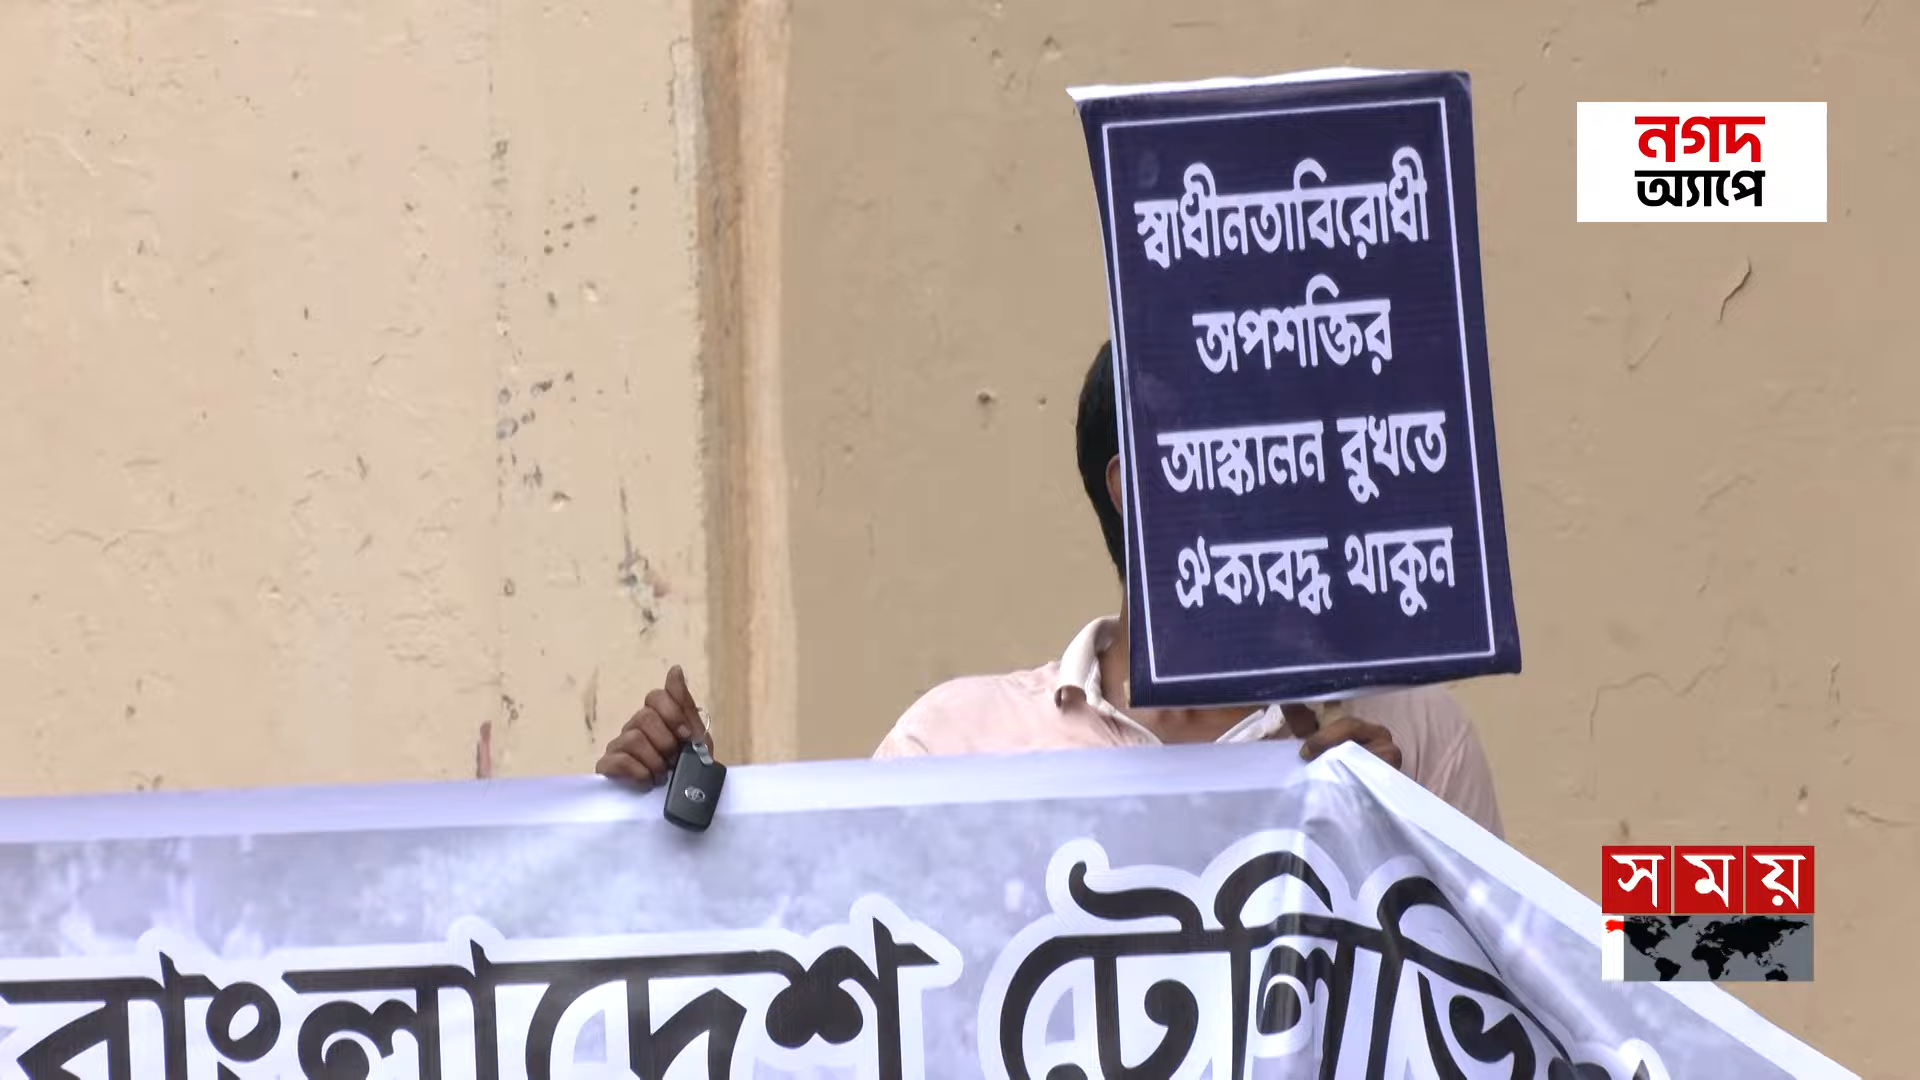 স্বাধীনতাবিরোধী
অপশক্তির
আস্ফালন রুখতে
ঐক্যবদ্ধ থাকুন
নগদ
অ্যাপে
সময়
বাংলাদেশ